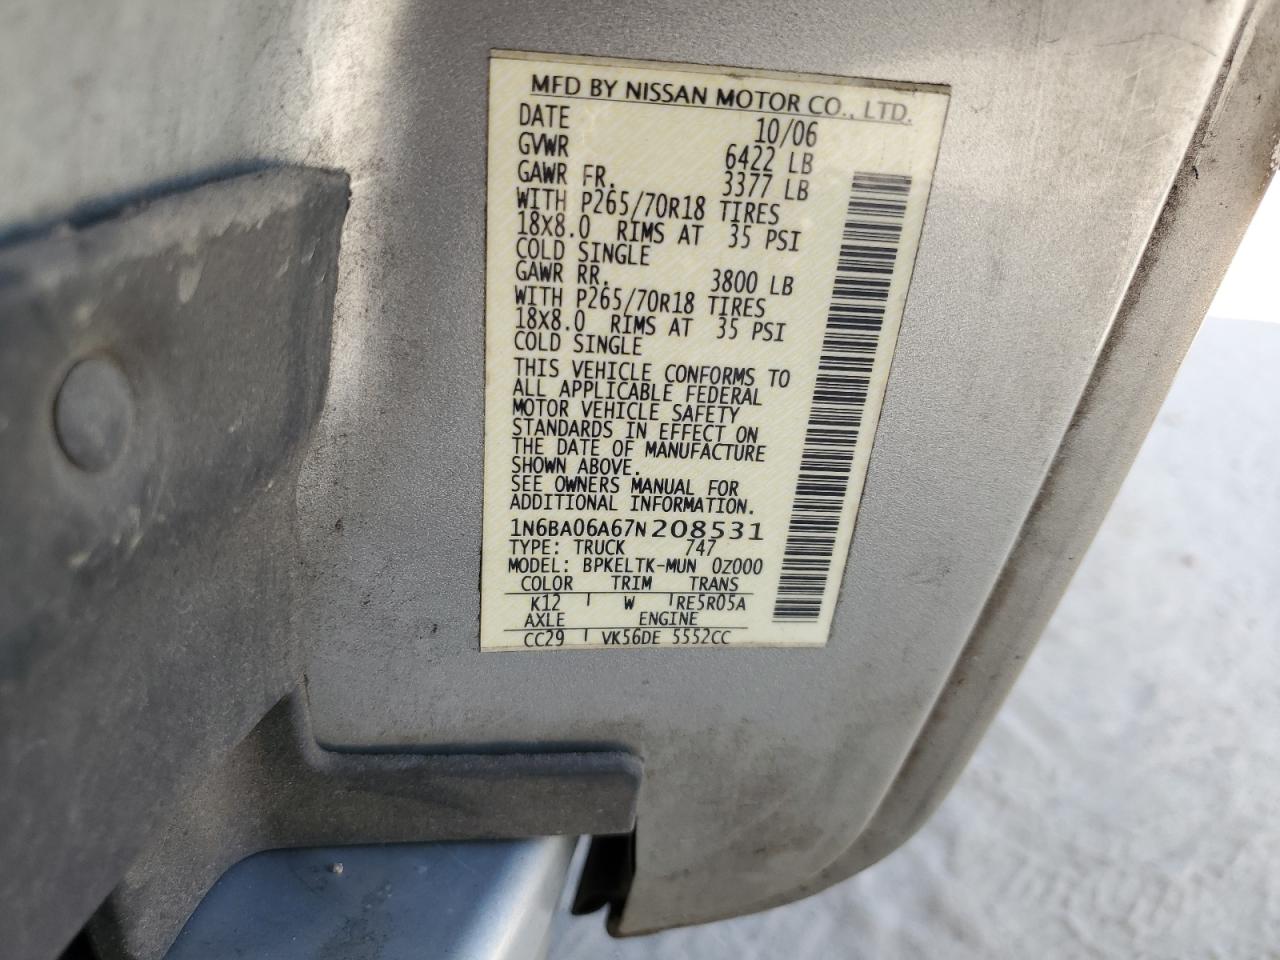 MFD BY NISSAN MOTOR CO., LTD.
DATE 10/06
GVWR 6422 LB
GAWR FR. 3377 LB
WITH P265/70R18 TIRES
18X8.0 RIMS AT 35 PSI
COLD SINGLE
GAWR RR. 3800 LB
WITH P265/70R18 TIRES
18X8.0 RIMS AT 35 PSI
COLD SINGLE
THIS VEHICLE CONFORMS TO
ALL APPLICABLE FEDERAL
MOTOR VEHICLE SAFETY
STANDARDS IN EFFECT ON
THE DATE OF MANUFACTURE
SHOWN ABOVE.
SEE OWNERS MANUAL FOR
ADDITIONAL INFORMATION.
1N6BA06A67N208531
TYPE: TRUCK 747
MODEL: BPKELTK-MUN 0Z000
COLOR TRIM TRANS
K12 W RE5R05A
AXLE ENGINE
CC29 VK56DE 5552CC